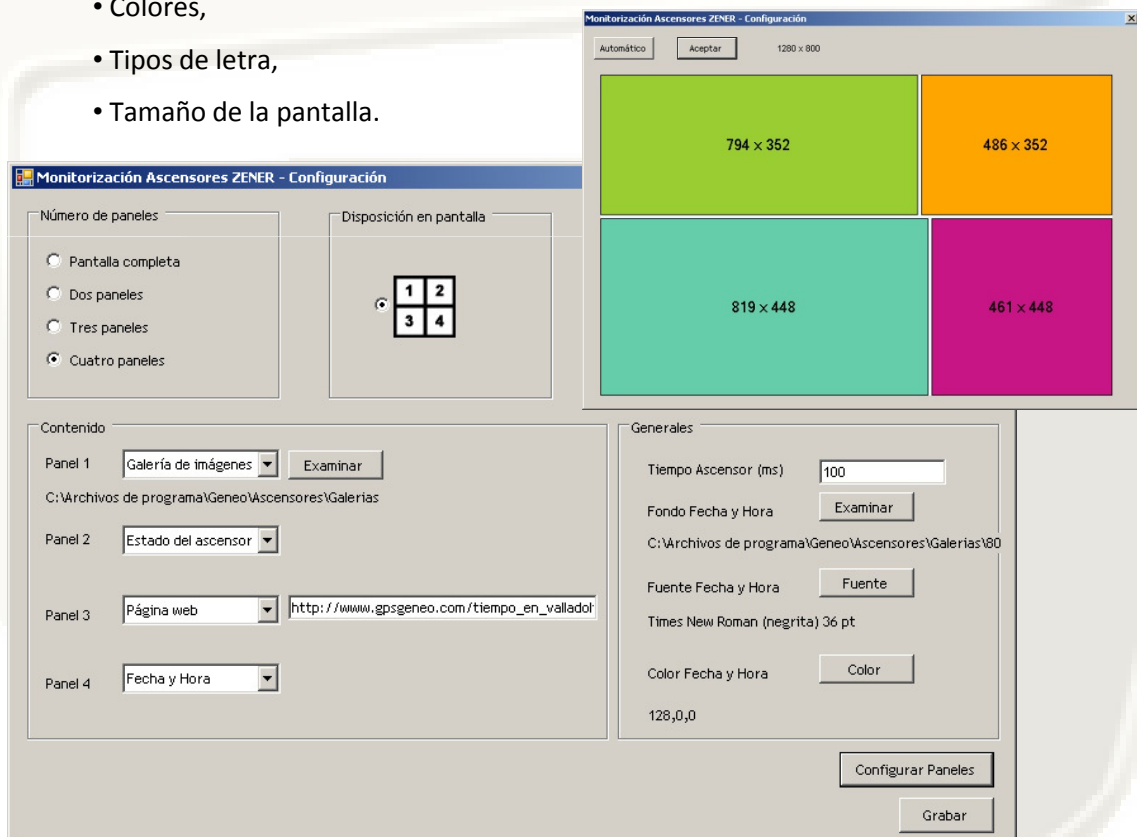 • Colores,
• Tipos de letra,
• Tamaño de la pantalla.
Monitorización Ascensores ZENER - Configuración
Automático
Aceptar
1280 x 800
794 x 352
486 x 352
819 x 448
461 x 448
Monitorización Ascensores ZENER - Configuración
Número de paneles
Pantalla completa
Dos paneles
Tres paneles
Cuatro paneles
Disposición en pantalla
1 2
3 4
Contenido
Panel 1 Galería de imágenes Examinar
C:\Archivos de programa\Geneo\Ascensores\Galerias
Panel 2 Estado del ascensor
Panel 3 Página web http://www.gpsgeneo.com/tiempo_en_valladol
Panel 4 Fecha y Hora
Generales
Tiempo Ascensor (ms) 100
Fondo Fecha y Hora Examinar
C:\Archivos de programa\Geneo\Ascensores\Galerias\80
Fuente Fecha y Hora Fuente
Times New Roman (negrita) 36 pt
Color Fecha y Hora Color
128,0,0
Configurar Paneles
Grabar